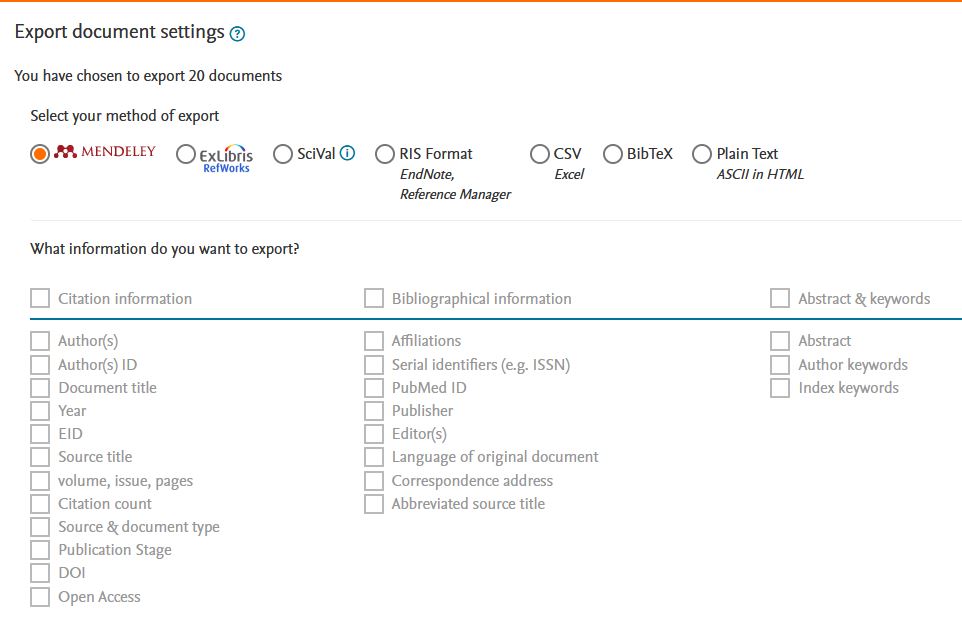 Export document settings ?
You have chosen to export 20 documents
Select your method of export
MENDELEY ExLibris SciVal i RIS Format CSV BibTeX Plain Text
RefWorks EndNote, Excel ASCII in HTML
Reference Manager
What information do you want to export?
Citation information Bibliographical information Abstract & keywords
Author(s) Affiliations Abstract
Author(s) ID Serial identifiers (e.g. ISSN) Author keywords
Document title PubMed ID Index keywords
Year Publisher
EID Editor(s)
Source title Language of original document
volume, issue, pages Correspondence address
Citation count Abbreviated source title
Source & document type
Publication Stage
DOI
Open Access